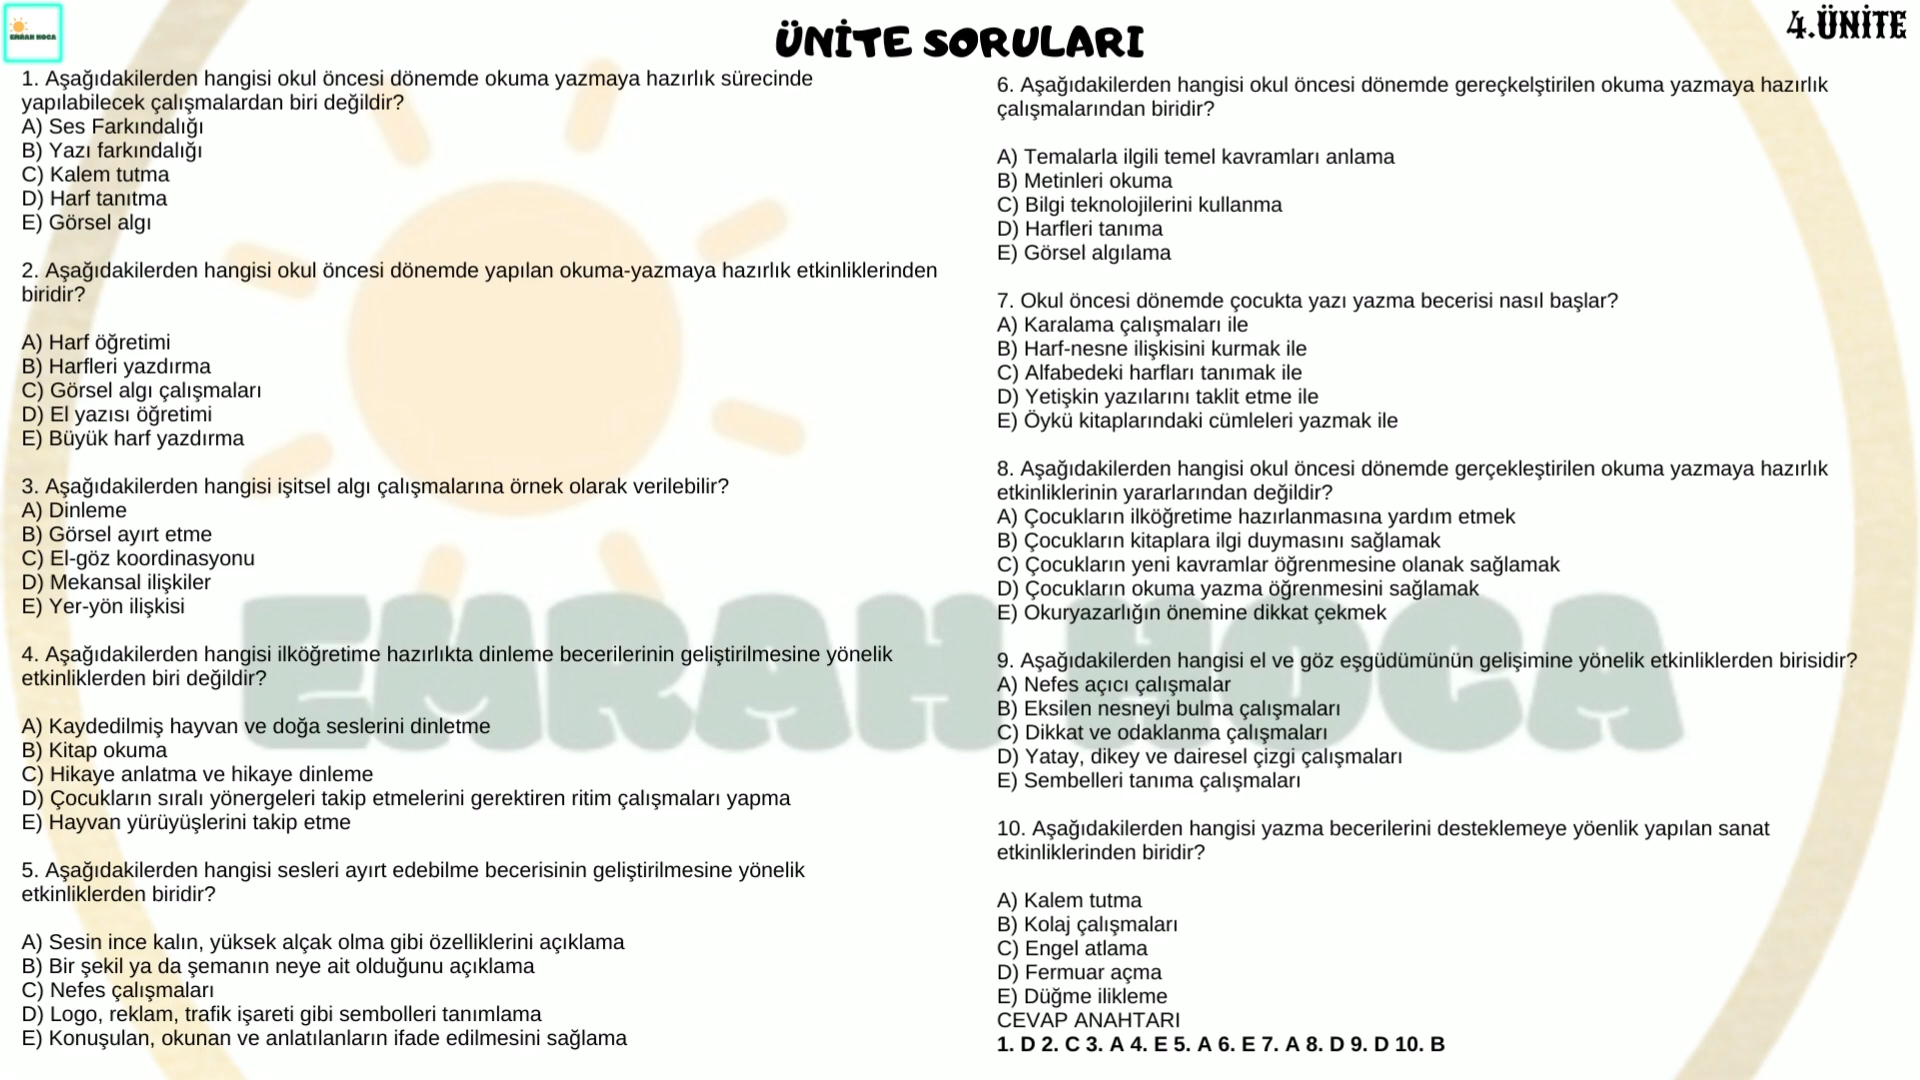 EMRAH HOCA
ÜNİTE SORULARI
4.ÜNİTE
1. Aşağıdakilerden hangisi okul öncesi dönemde okuma yazmaya hazırlık sürecinde
yapılabilecek çalışmalardan biri değildir?
A) Ses Farkındalığı
B) Yazı farkındalığı
C) Kalem tutma
D) Harf tanıtma
E) Görsel algı
2. Aşağıdakilerden hangisi okul öncesi dönemde yapılan okuma-yazmaya hazırlık etkinliklerinden
biridir?
A) Harf öğretimi
B) Harfleri yazdırma
C) Görsel algı çalışmaları
D) El yazısı öğretimi
E) Büyük harf yazdırma
3. Aşağıdakilerden hangisi işitsel algı çalışmalarına örnek olarak verilebilir?
A) Dinleme
B) Görsel ayırt etme
C) El-göz koordinasyonu
D) Mekansal ilişkiler
E) Yer-yön ilişkisi
4. Aşağıdakilerden hangisi ilköğretime hazırlıkta dinleme becerilerinin geliştirilmesine yönelik
etkinliklerden biri değildir?
A) Kaydedilmiş hayvan ve doğa seslerini dinletme
B) Kitap okuma
C) Hikaye anlatma ve hikaye dinleme
D) Çocukların sıralı yönergeleri takip etmelerini gerektiren ritim çalışmaları yapma
E) Hayvan yürüyüşlerini takip etme
5. Aşağıdakilerden hangisi sesleri ayırt edebilme becerisinin geliştirilmesine yönelik
etkinliklerden biridir?
A) Sesin ince kalın, yüksek alçak olma gibi özelliklerini açıklama
B) Bir şekil ya da şemanın neye ait olduğunu açıklama
C) Nefes çalışmaları
D) Logo, reklam, trafik işareti gibi sembolleri tanımlama
E) Konuşulan, okunan ve anlatılanların ifade edilmesini sağlama
6. Aşağıdakilerden hangisi okul öncesi dönemde gereçkelştirilen okuma yazmaya hazırlık
çalışmalarından biridir?
A) Temalarla ilgili temel kavramları anlama
B) Metinleri okuma
C) Bilgi teknolojilerini kullanma
D) Harfleri tanıma
E) Görsel algılama
7. Okul öncesi dönemde çocukta yazı yazma becerisi nasıl başlar?
A) Karalama çalışmaları ile
B) Harf-nesne ilişkisini kurmak ile
C) Alfabedeki harfları tanımak ile
D) Yetişkin yazılarını taklit etme ile
E) Öykü kitaplarındaki cümleleri yazmak ile
8. Aşağıdakilerden hangisi okul öncesi dönemde gerçekleştirilen okuma yazmaya hazırlık
etkinliklerinin yararlarından değildir?
A) Çocukların ilköğretime hazırlanmasına yardım etmek
B) Çocukların kitaplara ilgi duymasını sağlamak
C) Çocukların yeni kavramlar öğrenmesine olanak sağlamak
D) Çocukların okuma yazma öğrenmesini sağlamak
E) Okuryazarlığın önemine dikkat çekmek
9. Aşağıdakilerden hangisi el ve göz eşgüdümünün gelişimine yönelik etkinliklerden birisidir?
A) Nefes açıcı çalışmalar
B) Eksilen nesneyi bulma çalışmaları
C) Dikkat ve odaklanma çalışmaları
D) Yatay, dikey ve dairesel çizgi çalışmaları
E) Sembelleri tanıma çalışmaları
10. Aşağıdakilerden hangisi yazma becerilerini desteklemeye yöenlik yapılan sanat
etkinliklerinden biridir?
A) Kalem tutma
B) Kolaj çalışmaları
C) Engel atlama
D) Fermuar açma
E) Düğme ilikleme
CEVAP ANAHTARI
1. D 2. C 3. A 4. E 5. A 6. E 7. A 8. D 9. D 10. B
EMRAH HOCA